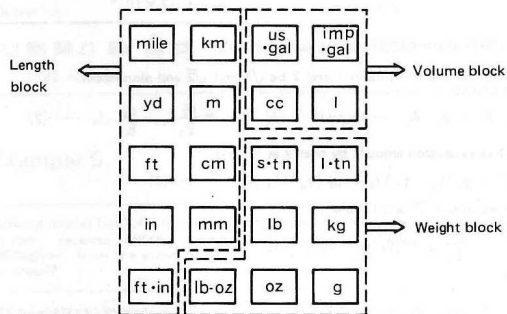 mile km us ·gal imp ·gal
Length block
Volume block
yd m cc l
ft cm s·tn l·tn
in mm lb kg
Weight block
ft·in lb-oz oz g